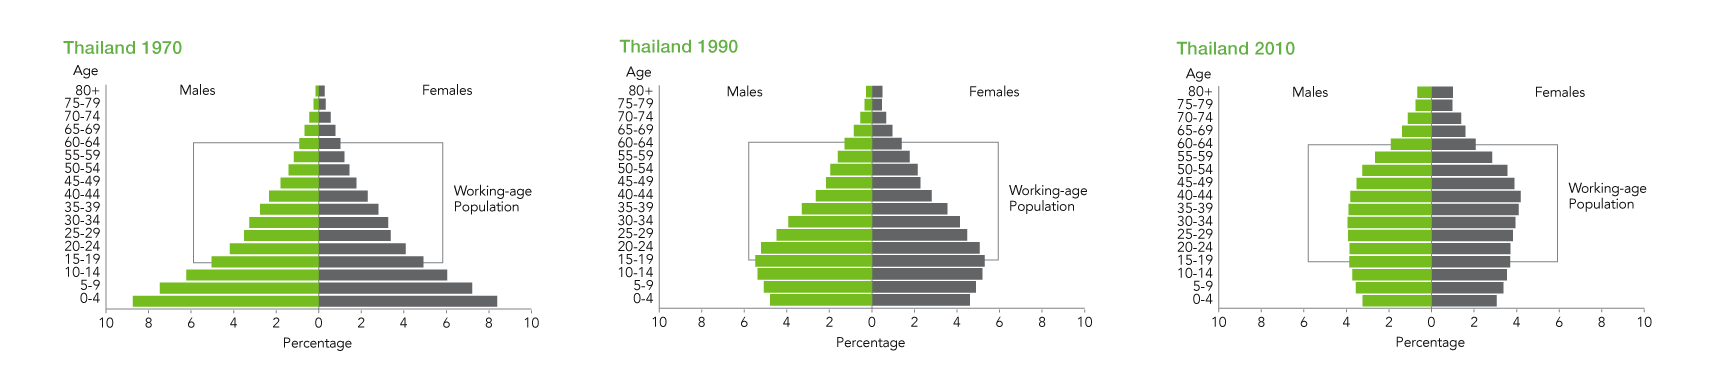 Thailand 1970
Age
Males
Females
80+
75-79
70-74
65-69
60-64
55-59
50-54
45-49
40-44
35-39
30-34
25-29
20-24
15-19
10-14
5-9
0-4
Working-age
Population
10 8 6 4 2 0 2 4 6 8 10
Percentage
Thailand 1990
Age
Males
Females
80+
75-79
70-74
65-69
60-64
55-59
50-54
45-49
40-44
35-39
30-34
25-29
20-24
15-19
10-14
5-9
0-4
Working-age
Population
10 8 6 4 2 0 2 4 6 8 10
Percentage
Thailand 2010
Age
Males
Females
80+
75-79
70-74
65-69
60-64
55-59
50-54
45-49
40-44
35-39
30-34
25-29
20-24
15-19
10-14
5-9
0-4
Working-age
Population
10 8 6 4 2 0 2 4 6 8 10
Percentage